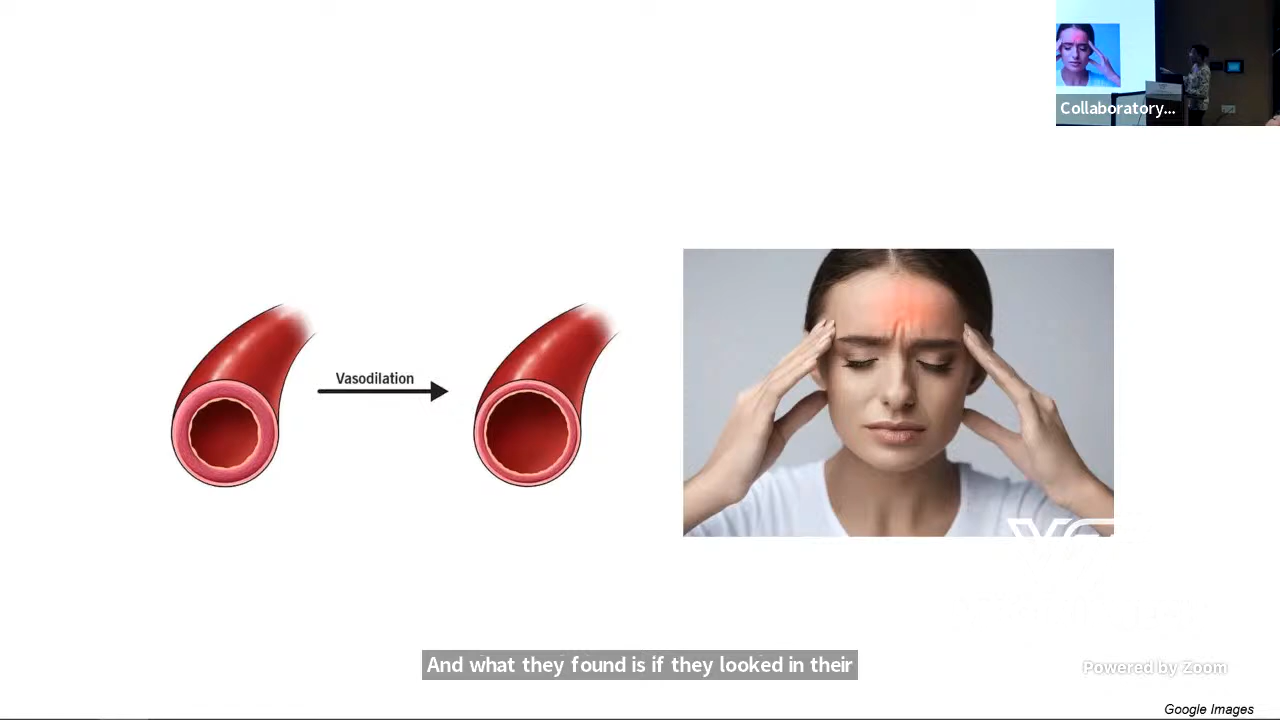 Collaboratory...
Vasodilation
And what they found is if they looked in their
Powered by Zoom
Google Images